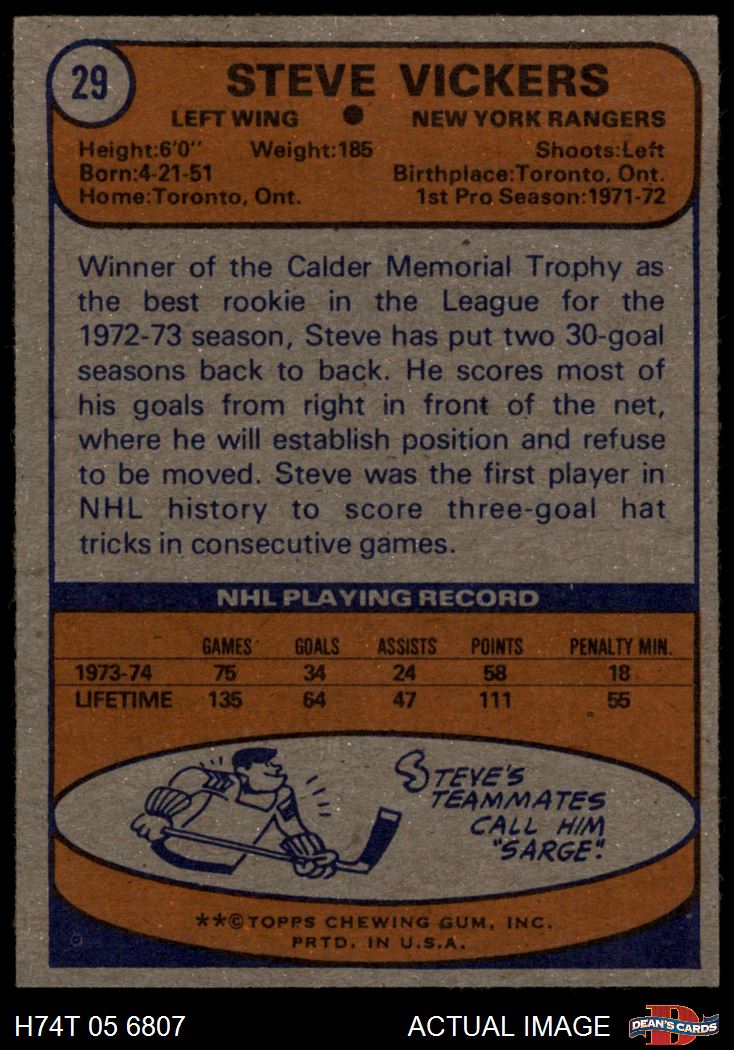 29
STEVE VICKERS
LEFT WING ● NEW YORK RANGERS
Height:6'0" Weight:185 Shoots:Left
Born:4-21-51 Birthplace:Toronto, Ont.
Home:Toronto, Ont. 1st Pro Season:1971-72
Winner of the Calder Memorial Trophy as
the best rookie in the League for the
1972-73 season, Steve has put two 30-goal
seasons back to back. He scores most of
his goals from right in front of the net,
where he will establish position and refuse
to be moved. Steve was the first player in
NHL history to score three-goal hat
tricks in consecutive games.
NHL PLAYING RECORD
GAMES GOALS ASSISTS POINTS PENALTY MIN.
1973-74 75 34 24 58 18
LIFETIME 135 64 47 111 55
STEVE'S
TEAMMATES
CALL HIM
"SARGE".
**©TOPPS CHEWING GUM, INC.
PRTD. IN U.S.A.
H74T 05 6807 ACTUAL IMAGE D DEAN'S CARDS